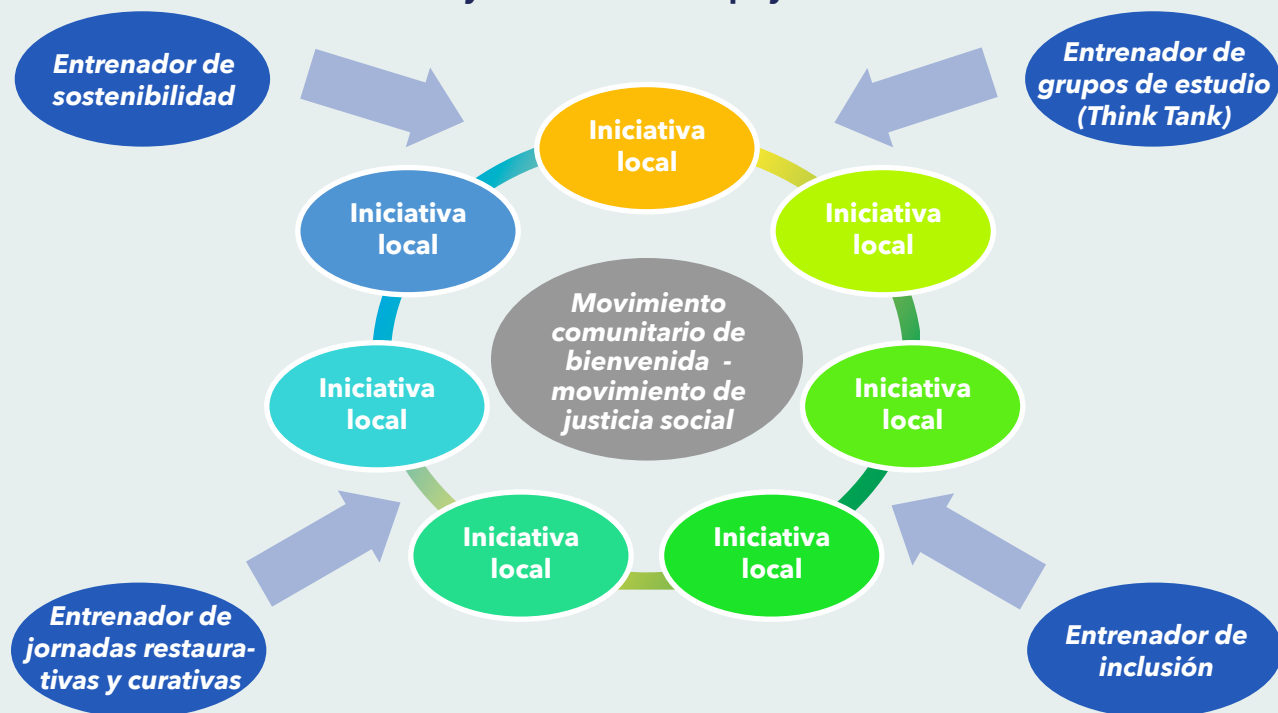 Entrenador de
sostenibilidad
Entrenador de
grupos de estudio
(Think Tank)
Iniciativa
local
Iniciativa
local
Iniciativa
local
Movimiento
comunitario de
bienvenida -
movimiento de
justicia social
Iniciativa
local
Iniciativa
local
Iniciativa
local
Iniciativa
local
Entrenador de
jornadas restaura-
tivas y curativas
Entrenador de
inclusión